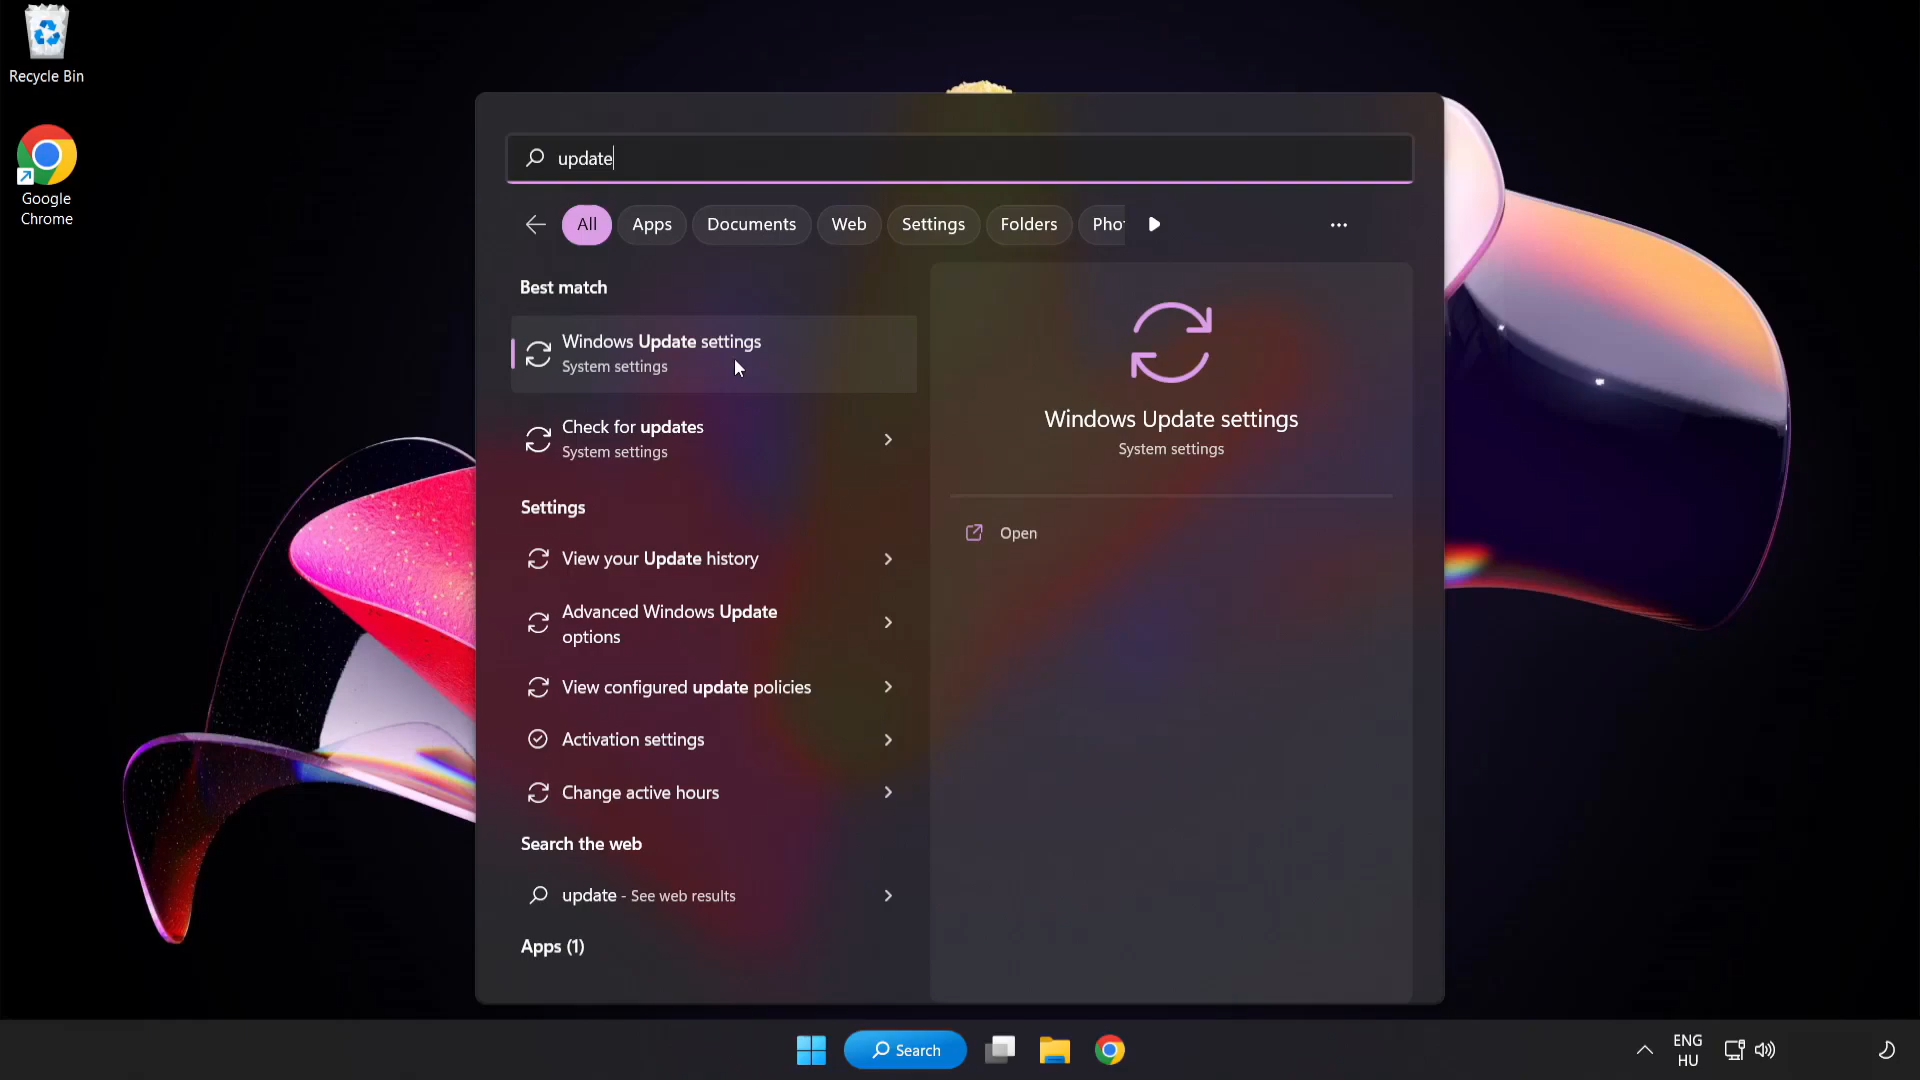 Recycle Bin
Google
Chrome
update
All
Apps
Documents
Web
Settings
Folders
Pho
Best match
Windows Update settings
System settings
Check for updates
System settings
Settings
View your Update history
Advanced Windows Update
options
View configured update policies
Activation settings
Change active hours
Search the web
update - See web results
Apps (1)
Windows Update settings
System settings
Open
Search
ENG
HU